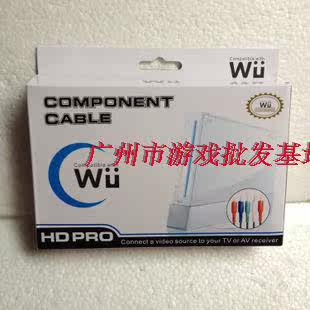 Compatible with
Wii
COMPONENT
CABLE
Wii
Compatible with
Wii
广州市游戏批发基地
HD PRO
Connect a video source to your TV or AV receiver